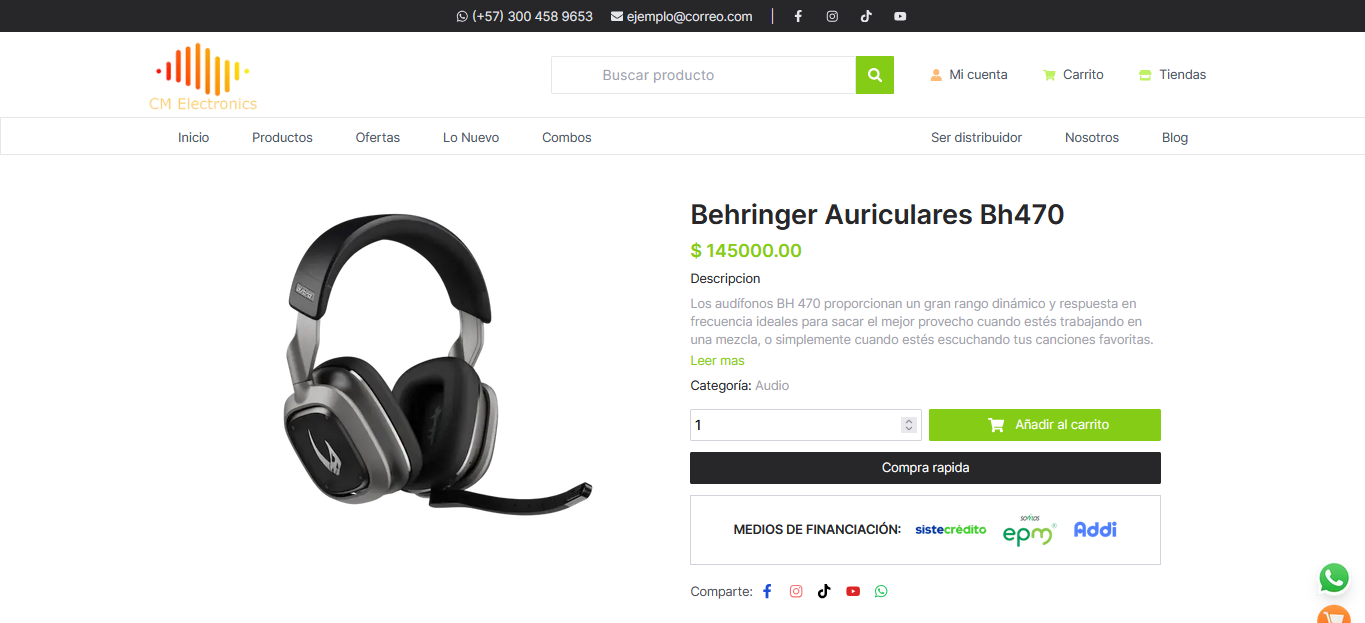 (+57) 300 458 9653 ejemplo@correo.com
CM Electronics
Buscar producto
Mi cuenta
Carrito
Tiendas
Inicio Productos Ofertas Lo Nuevo Combos Ser distribuidor Nosotros Blog
Behringer Auriculares Bh470
$ 145000.00
Descripcion
Los audífonos BH 470 proporcionan un gran rango dinámico y respuesta en
frecuencia ideales para sacar el mejor provecho cuando estés trabajando en
una mezcla, o simplemente cuando estés escuchando tus canciones favoritas.
Leer mas
Categoría: Audio
1
Añadir al carrito
Compra rapida
MEDIOS DE FINANCIACIÓN: sistecrédito somos epm® Addi
Comparte: